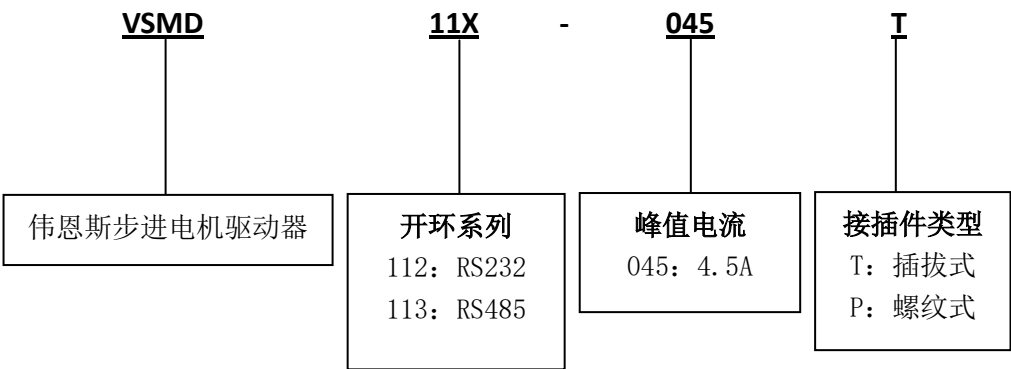 VSMD 11X - 045 T
伟恩斯步进电机驱动器
开环系列
112：RS232
113：RS485
峰值电流
045：4.5A
接插件类型
T：插拔式
P：螺纹式